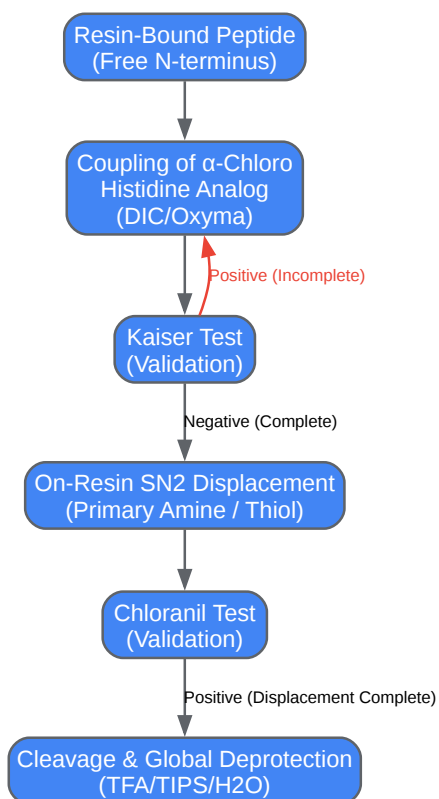 Resin-Bound Peptide
(Free N-terminus)
Coupling of α-Chloro
Histidine Analog
(DIC/Oxyma)
Positive (Incomplete)
Kaiser Test
(Validation)
Negative (Complete)
On-Resin SN2 Displacement
(Primary Amine / Thiol)
Chloranil Test
(Validation)
Positive (Displacement Complete)
Cleavage & Global Deprotection
(TFA/TIPS/H2O)